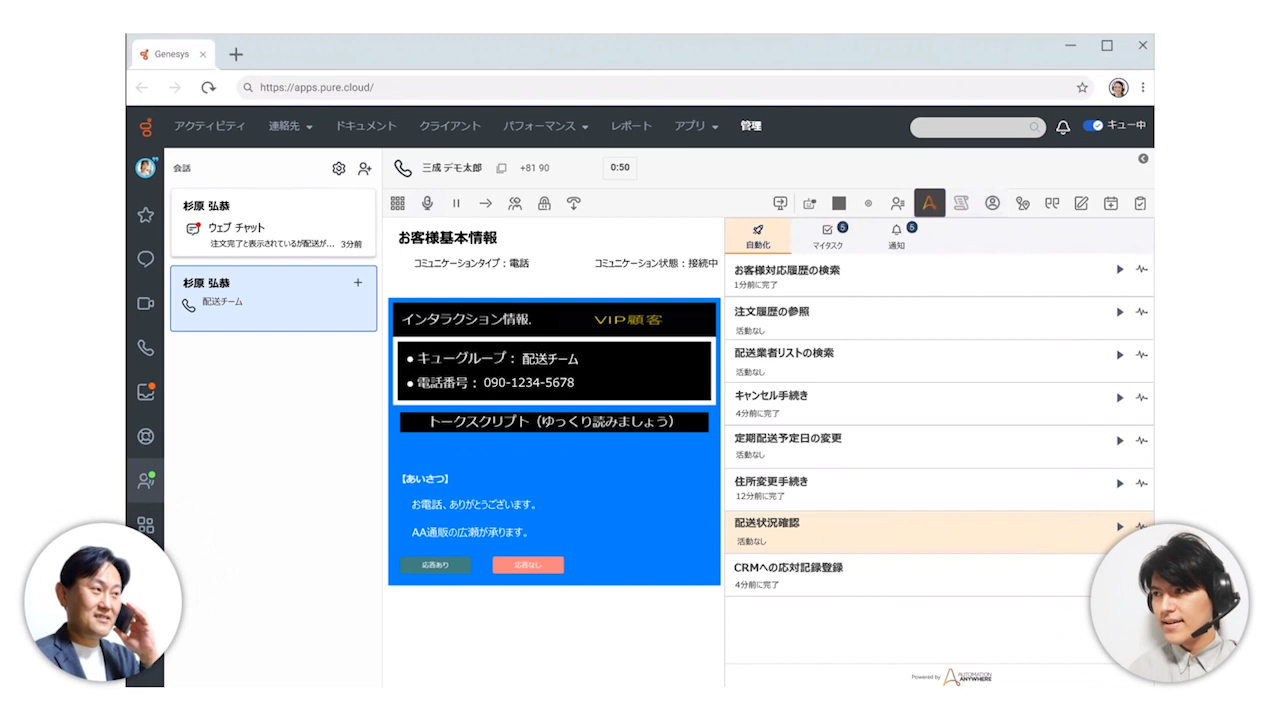 Genesys
https://apps.pure.cloud/
アクティビティ 連絡先 ドキュメント クライアント パフォーマンス レポート アプリ 管理 キュー中
会話
杉原 弘恭
ウェブ チャット
注文完了と表示されているが配送が... 3分前
杉原 弘恭
配送チーム
三成 デモ太郎 +81 90 0:50
お客様基本情報
コミュニケーションタイプ：電話 コミュニケーション状態：接続中
インタラクション情報. VIP顧客
● キューグループ： 配送チーム
● 電話番号： 090-1234-5678
トークスクリプト（ゆっくり読みましょう）
【あいさつ】
お電話、ありがとうございます。
AA通販の広瀬が承ります。
応答あり 応答なし
自動化
マイタスク 5
通知 5
お客様対応履歴の検索
1分前に完了
注文履歴の参照
活動なし
配送業者リストの検索
活動なし
キャンセル手続き
4分前に完了
定期配送予定日の変更
活動なし
住所変更手続き
12分前に完了
配送状況確認
活動なし
CRMへの応対記録登録
4分前に完了
Powered by AUTOMATION ANYWHERE